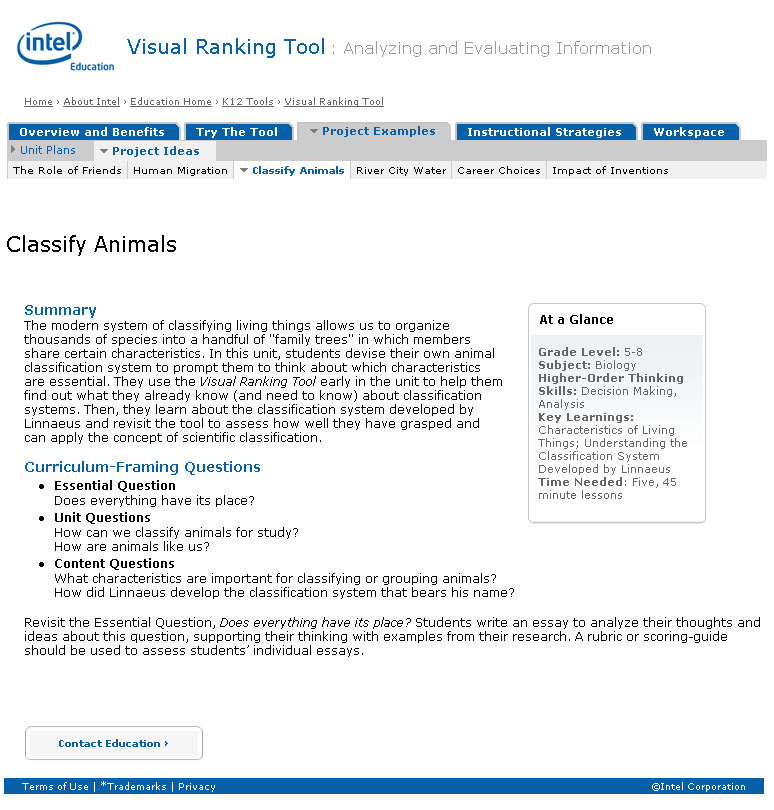 intel
Education
Visual Ranking Tool : Analyzing and Evaluating Information
Home › About Intel › Education Home › K12 Tools › Visual Ranking Tool
Overview and Benefits Try The Tool Project Examples Instructional Strategies Workspace
Unit Plans Project Ideas
The Role of Friends Human Migration Classify Animals River City Water Career Choices Impact of Inventions
Classify Animals
Summary
The modern system of classifying living things allows us to organize
thousands of species into a handful of "family trees" in which members
share certain characteristics. In this unit, students devise their own animal
classification system to prompt them to think about which characteristics
are essential. They use the Visual Ranking Tool early in the unit to help them
find out what they already know (and need to know) about classification
systems. Then, they learn about the classification system developed by
Linnaeus and revisit the tool to assess how well they have grasped and
can apply the concept of scientific classification.
At a Glance
Grade Level: 5-8
Subject: Biology
Higher-Order Thinking
Skills: Decision Making,
Analysis
Key Learnings:
Characteristics of Living
Things; Understanding the
Classification System
Developed by Linnaeus
Time Needed: Five, 45
minute lessons
Curriculum-Framing Questions
• Essential Question
Does everything have its place?
• Unit Questions
How can we classify animals for study?
How are animals like us?
• Content Questions
What characteristics are important for classifying or grouping animals?
How did Linnaeus develop the classification system that bears his name?
Revisit the Essential Question, Does everything have its place? Students write an essay to analyze their thoughts and
ideas about this question, supporting their thinking with examples from their research. A rubric or scoring-guide
should be used to assess students’ individual essays.
Contact Education ›
Terms of Use | *Trademarks | Privacy ©Intel Corporation